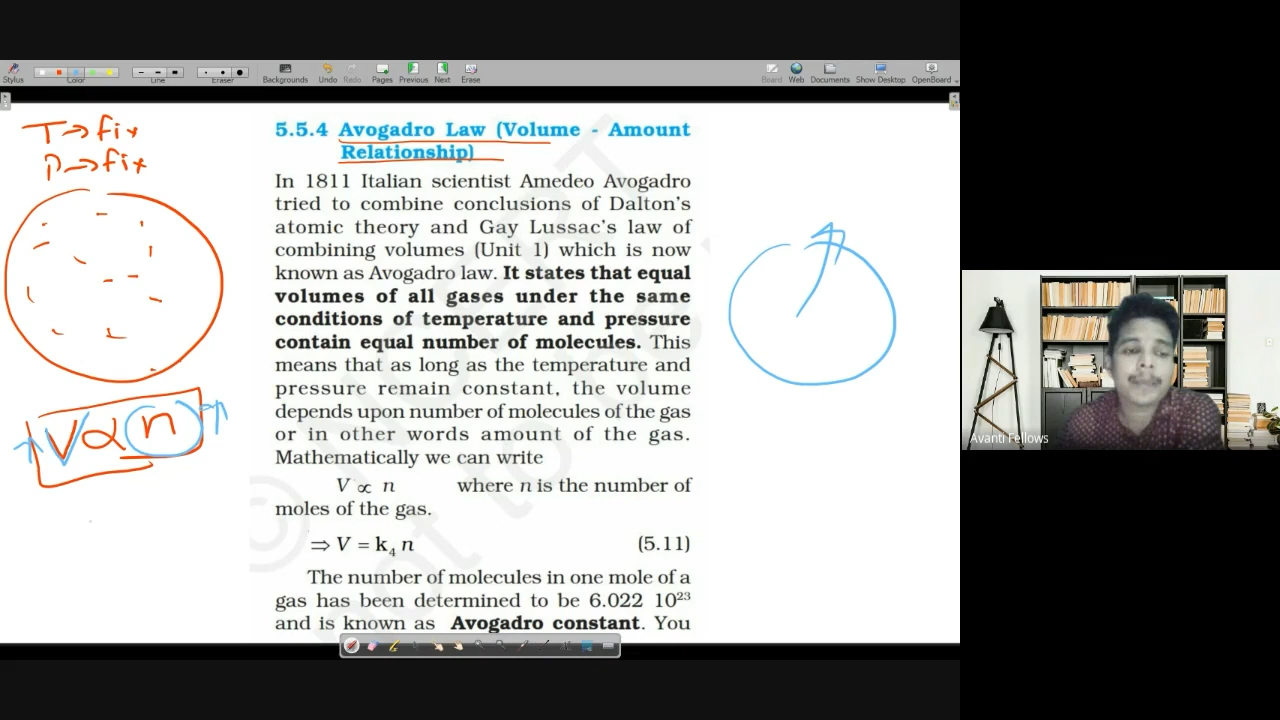 Stylus
Color
Line
Eraser
Backgrounds
Undo
Redo
Pages
Previous
Next
Erase
Board
Web
Documents
Show Desktop
OpenBoard
T→fix
P→fix
V∝n
5.5.4 Avogadro Law (Volume - Amount
Relationship)
In 1811 Italian scientist Amedeo Avogadro
tried to combine conclusions of Dalton's
atomic theory and Gay Lussac's law of
combining volumes (Unit 1) which is now
known as Avogadro law. It states that equal
volumes of all gases under the same
conditions of temperature and pressure
contain equal number of molecules. This
means that as long as the temperature and
pressure remain constant, the volume
depends upon number of molecules of the gas
or in other words amount of the gas.
Mathematically we can write
V ∝ n where n is the number of
moles of the gas.
⇒ V = k₄ n (5.11)
The number of molecules in one mole of a
gas has been determined to be 6.022 10²³
and is known as Avogadro constant. You
Avanti Fellows